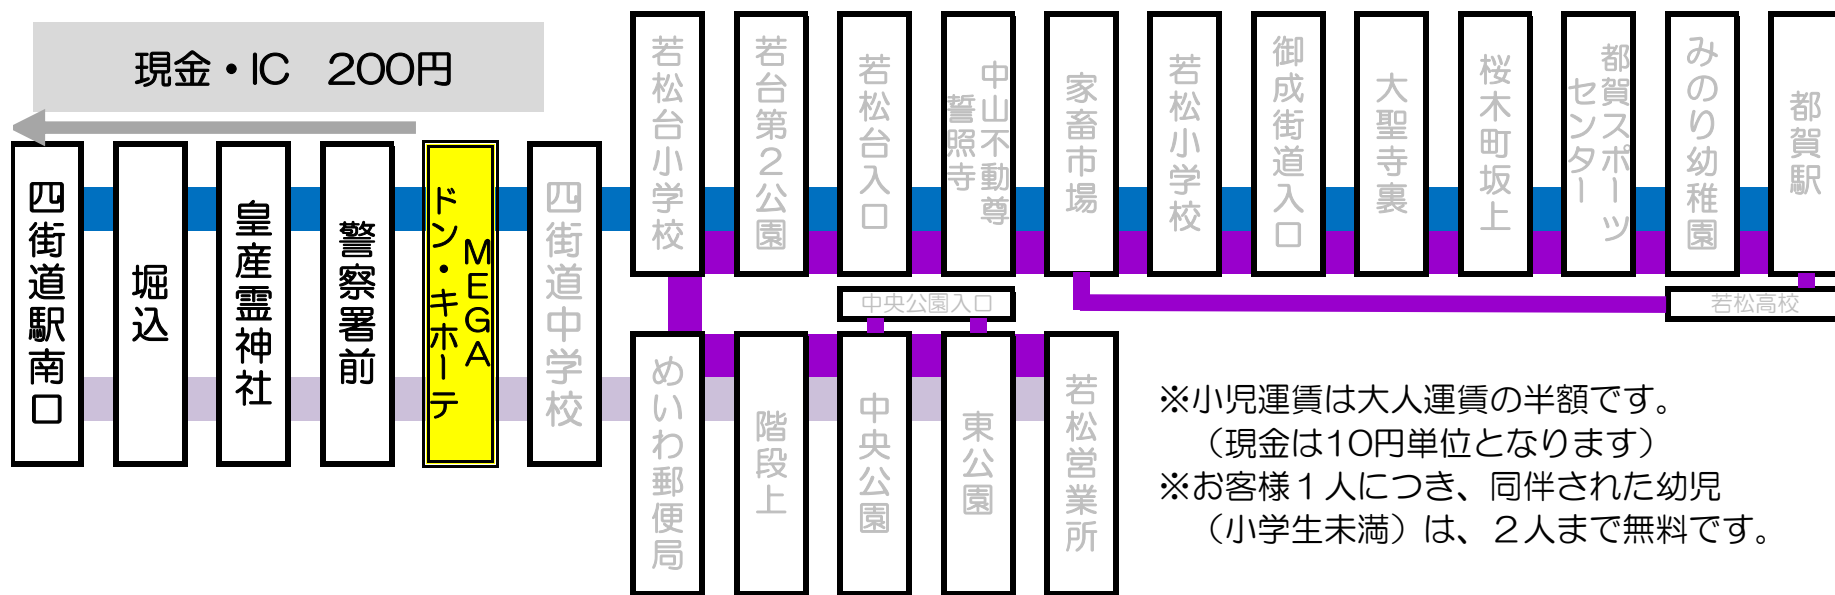 現金・IC　200円
四街道駅南口
堀込
皇産霊神社
警察署前
MEGA
ドン・キホーテ
四街道中学校
若松台小学校
若台第2公園
若松台入口
中山不動尊
誓照寺
家畜市場
若松小学校
御成街道入口
大聖寺裏
桜木町坂上
都賀スポーツ
センター
みのり幼稚園
都賀駅
中央公園入口
若松高校
めいわ郵便局
階段上
中央公園
東公園
若松営業所
※小児運賃は大人運賃の半額です。
（現金は10円単位となります）
※お客様１人につき、同伴された幼児
（小学生未満）は、２人まで無料です。